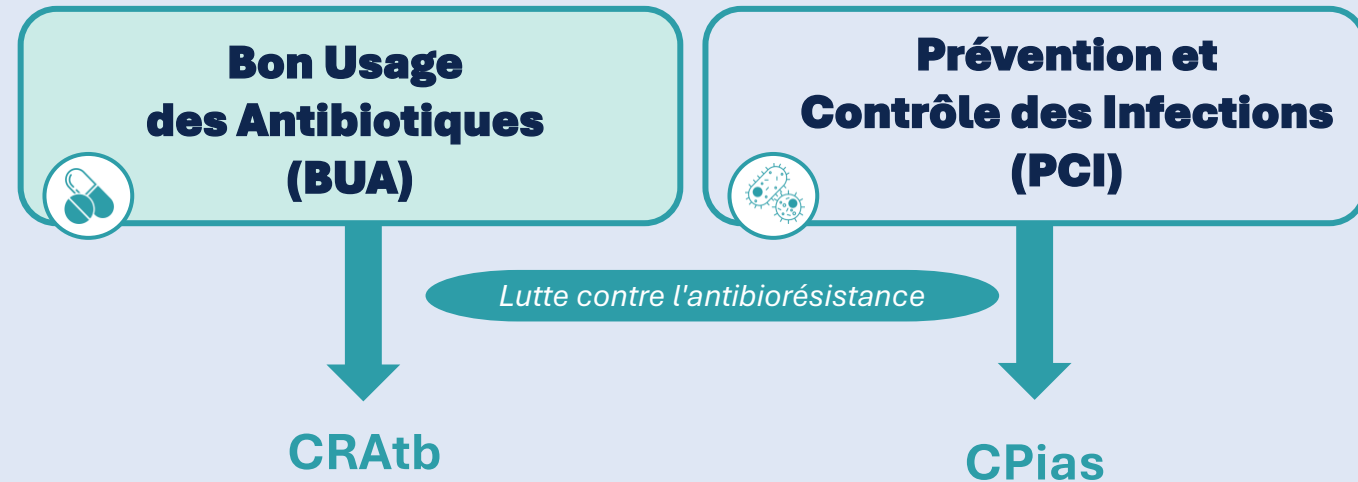 Bon Usage
des Antibiotiques
(BUA)
Prévention et
Contrôle des Infections
(PCI)
Lutte contre l'antibiorésistance
CRAtb
CPias